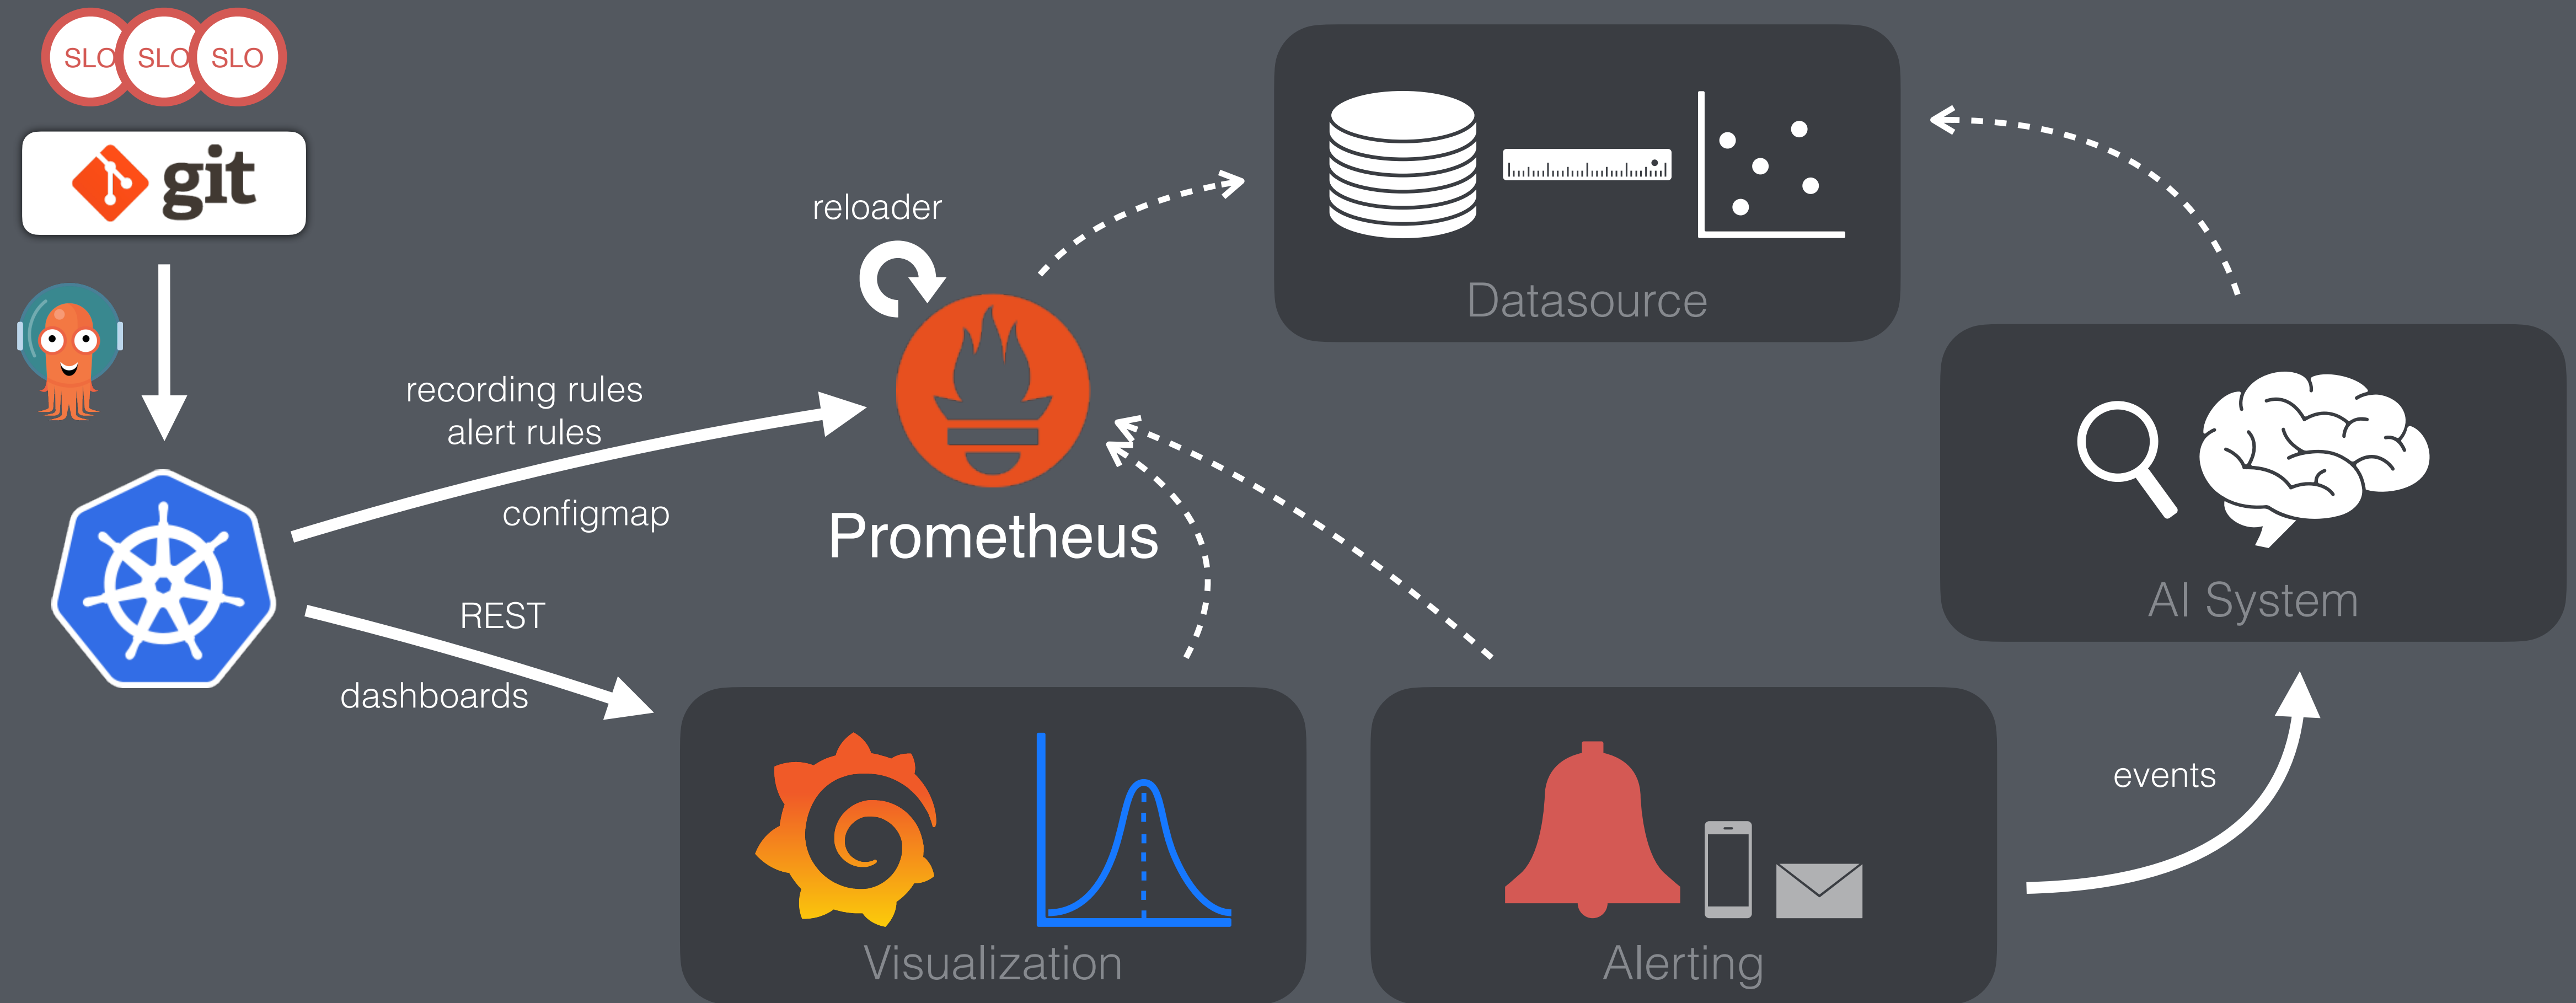 SLO SLO SLO
git
reloader
Datasource
recording rules
alert rules
configmap
Prometheus
REST
dashboards
AI System
events
Visualization
Alerting